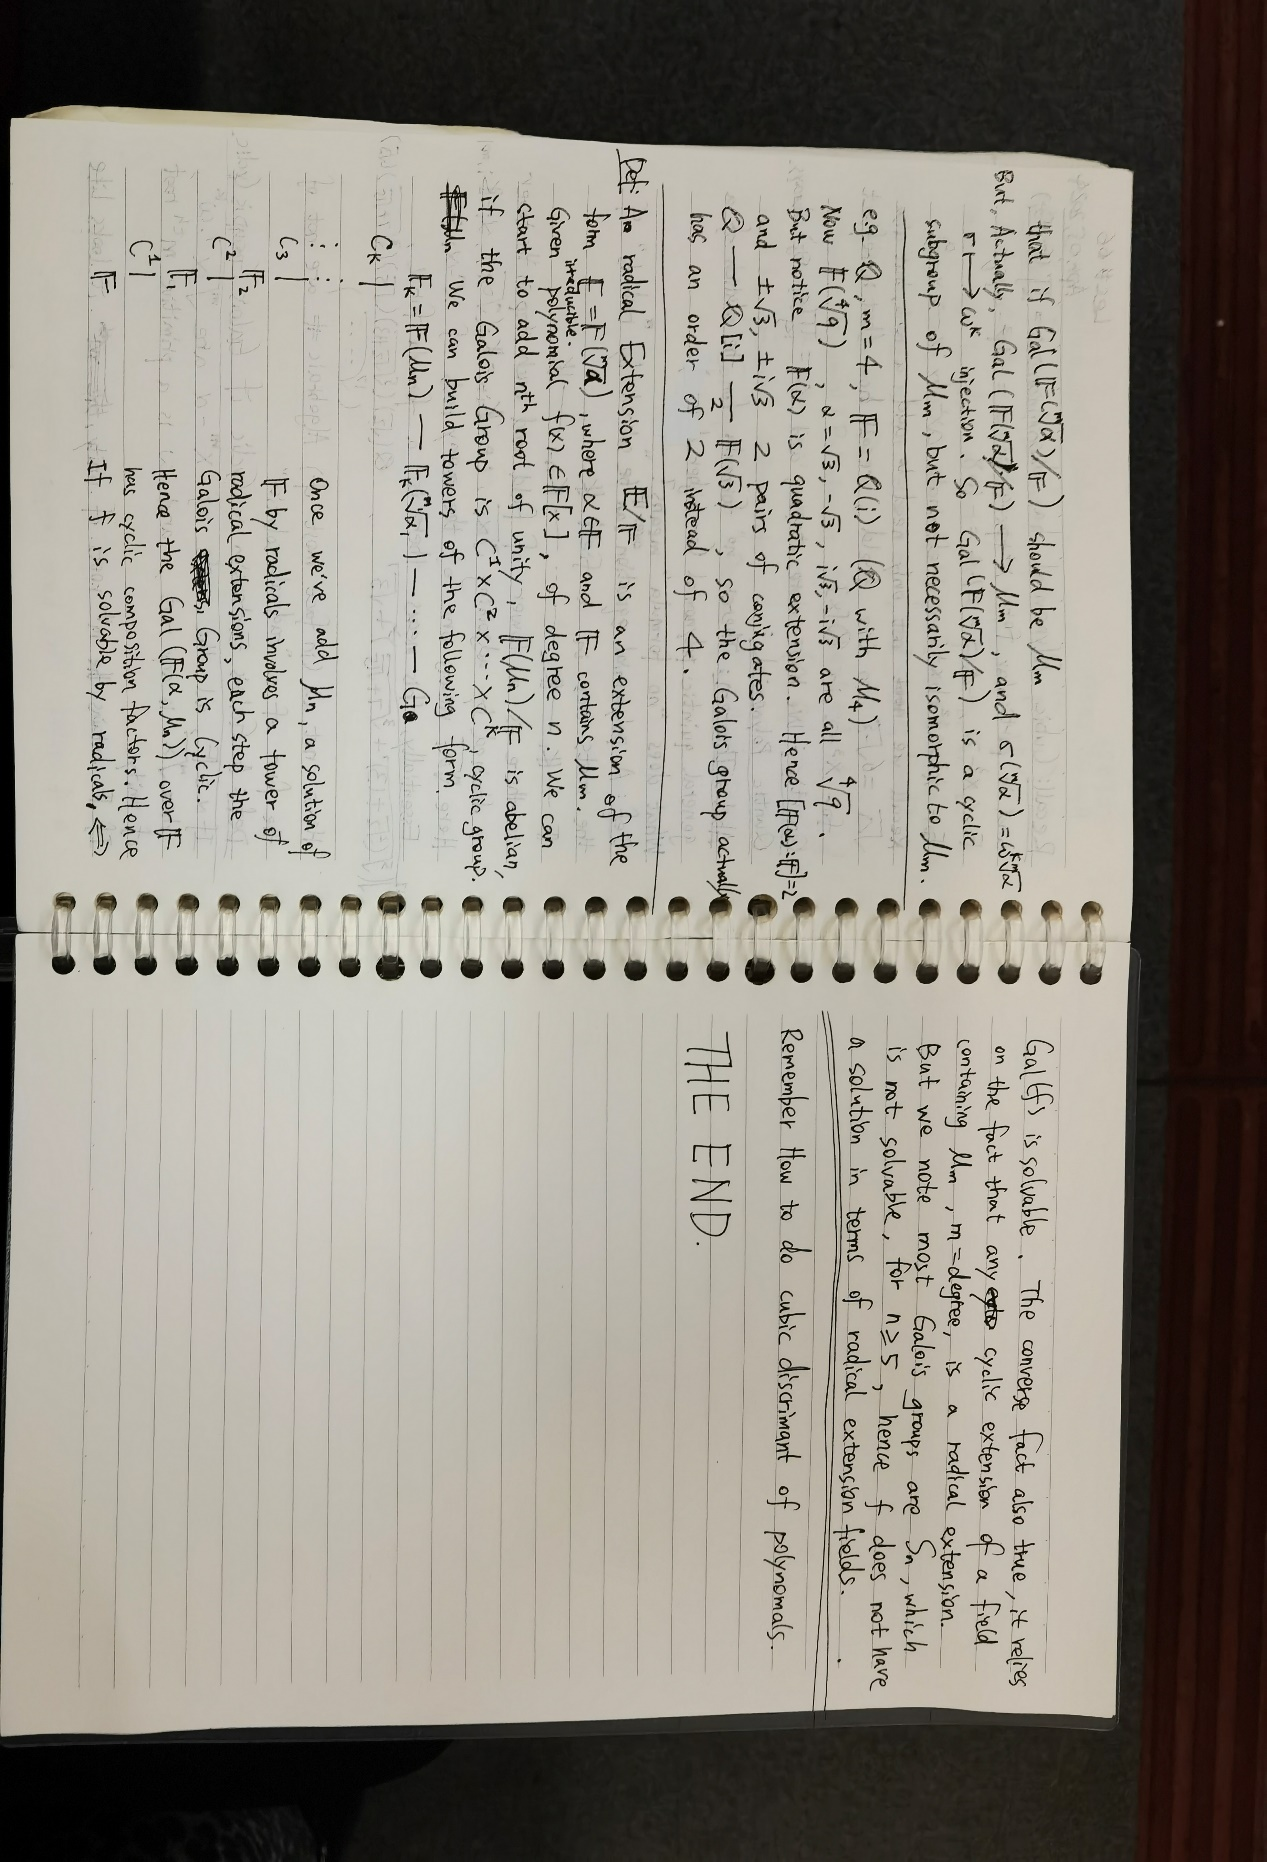 that if Gal(F(ᵐ√α)/F) should be μm
But, Actually, Gal(F(ᵐ√α)/F) → μm, and σ(ᵐ√α) = ωᵏ ᵐ√α
σ ↦ ωᵏ injection. So Gal(F(ᵐ√α)/F) is a cyclic
subgroup of μm, but not necessarily isomorphic to μm.
eg. Q, m=4, F = Q(i) (Q with M4)
Now F(⁴√9), α = √3, -√3, i√3, -i√3 are all ⁴√9.
But notice F(α) is quadratic extension. Hence [F(α):F]=2
and ±√3, ±i√3 2 pairs of conjugates.
Q — Q[i] —2— F(√3), so the Galois group actually
has an order of 2 instead of 4.
Def: A "radical" Extension E/F is an extension of the
form E = F(ᵐ√α), where α∈F and F contains μm.
Given irreducible polynomial f(x)∈F[x], of degree n. We can
start to add nth root of unity, F(μn)/F is abelian,
if the Galois Group is C¹×C²×⋯×Cᵏ, cyclic group.
We can build towers of the following form.
Fk = F(μn) — Fk(ᵐ√α₁) — ⋯ —
Ck |
⋮ ⋮ Once we've add μn, a solution of
C3 | F by radicals involves a tower of
F2 radical extensions, each step the
C² | Galois Group is Cyclic.
F1 Hence the Gal(F(α, μn)) over F
C¹ | has cyclic composition factors. Hence
F If f is solvable by radicals, ⟺
Gal(f) is solvable. The converse fact also true, it relies
on the fact that any cyclic extension of a field
containing μm, m = degree, is a radical extension.
But we note most Galois groups are Sn, which
is not solvable, for n ≥ 5, hence f does not have
a solution in terms of radical extension fields.
Remember How to do cubic discrimant of polynomals.
THE END.